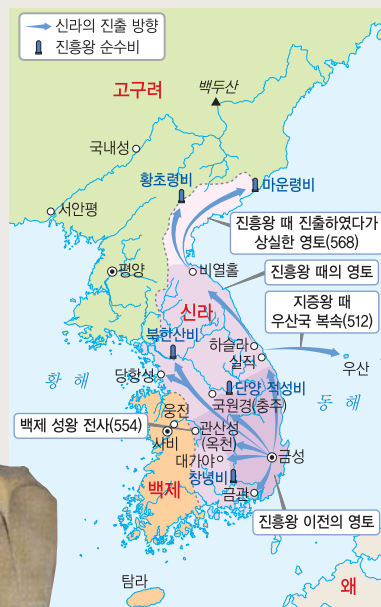 신라의 진출 방향
진흥왕 순수비
고구려
백두산
국내성
황초령비
마운령비
서안평
진흥왕 때 진출하였다가
상실한 영토(568)
평양
비열홀
진흥왕 때의 영토
신라
지증왕 때
우산국 복속(512)
북한산비
하슬라
실직
우산
황 해
당항성
단양 적성비
동 해
국원경(충주)
웅진
백제 성왕 전사(554)
관산성
(옥천)
사비
대가야
금성
백제
창녕비
금관
진흥왕 이전의 영토
탐라
왜